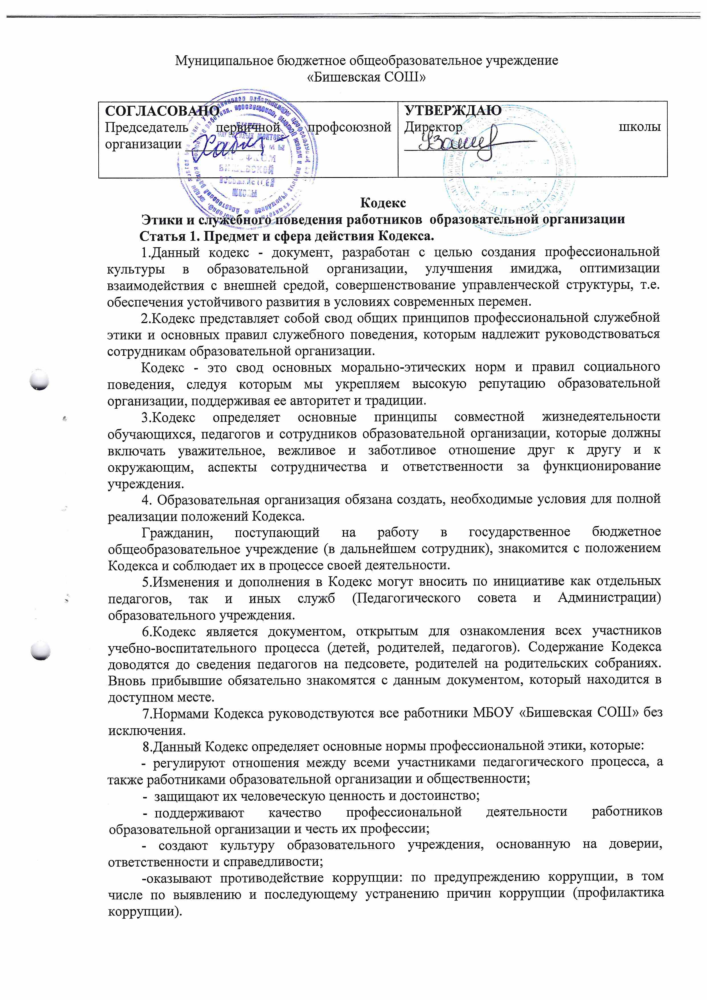 Муниципальное бюджетное общеобразовательное учреждение
«Бишевская СОШ»
СОГЛАСОВАНО
Председатель первичной профсоюзной
организации
УТВЕРЖДАЮ
Директор школы
ПРОФКОМ
БИШЕВСКОЙ
ШКОЛЫ
Кодекс
Этики и служебного поведения работников образовательной организации
Статья 1. Предмет и сфера действия Кодекса.
1.Данный кодекс - документ, разработан с целью создания профессиональной
культуры в образовательной организации, улучшения имиджа, оптимизации
взаимодействия с внешней средой, совершенствование управленческой структуры, т.е.
обеспечения устойчивого развития в условиях современных перемен.
2.Кодекс представляет собой свод общих принципов профессиональной служебной
этики и основных правил служебного поведения, которым надлежит руководствоваться
сотрудникам образовательной организации.
Кодекс - это свод основных морально-этических норм и правил социального
поведения, следуя которым мы укрепляем высокую репутацию образовательной
организации, поддерживая ее авторитет и традиции.
3.Кодекс определяет основные принципы совместной жизнедеятельности
обучающихся, педагогов и сотрудников образовательной организации, которые должны
включать уважительное, вежливое и заботливое отношение друг к другу и к
окружающим, аспекты сотрудничества и ответственности за функционирование
учреждения.
4. Образовательная организация обязана создать, необходимые условия для полной
реализации положений Кодекса.
Гражданин, поступающий на работу в государственное бюджетное
общеобразовательное учреждение (в дальнейшем сотрудник), знакомится с положением
Кодекса и соблюдает их в процессе своей деятельности.
5.Изменения и дополнения в Кодекс могут вносить по инициативе как отдельных
педагогов, так и иных служб (Педагогического совета и Администрации)
образовательного учреждения.
6.Кодекс является документом, открытым для ознакомления всех участников
учебно-воспитательного процесса (детей, родителей, педагогов). Содержание Кодекса
доводятся до сведения педагогов на педсовете, родителей на родительских собраниях.
Вновь прибывшие обязательно знакомятся с данным документом, который находится в
доступном месте.
7.Нормами Кодекса руководствуются все работники МБОУ «Бишевская СОШ» без
исключения.
8.Данный Кодекс определяет основные нормы профессиональной этики, которые:
- регулируют отношения между всеми участниками педагогического процесса, а
также работниками образовательной организации и общественности;
- защищают их человеческую ценность и достоинство;
- поддерживают качество профессиональной деятельности работников
образовательной организации и честь их профессии;
- создают культуру образовательного учреждения, основанную на доверии,
ответственности и справедливости;
-оказывают противодействие коррупции: по предупреждению коррупции, в том
числе по выявлению и последующему устранению причин коррупции (профилактика
коррупции).